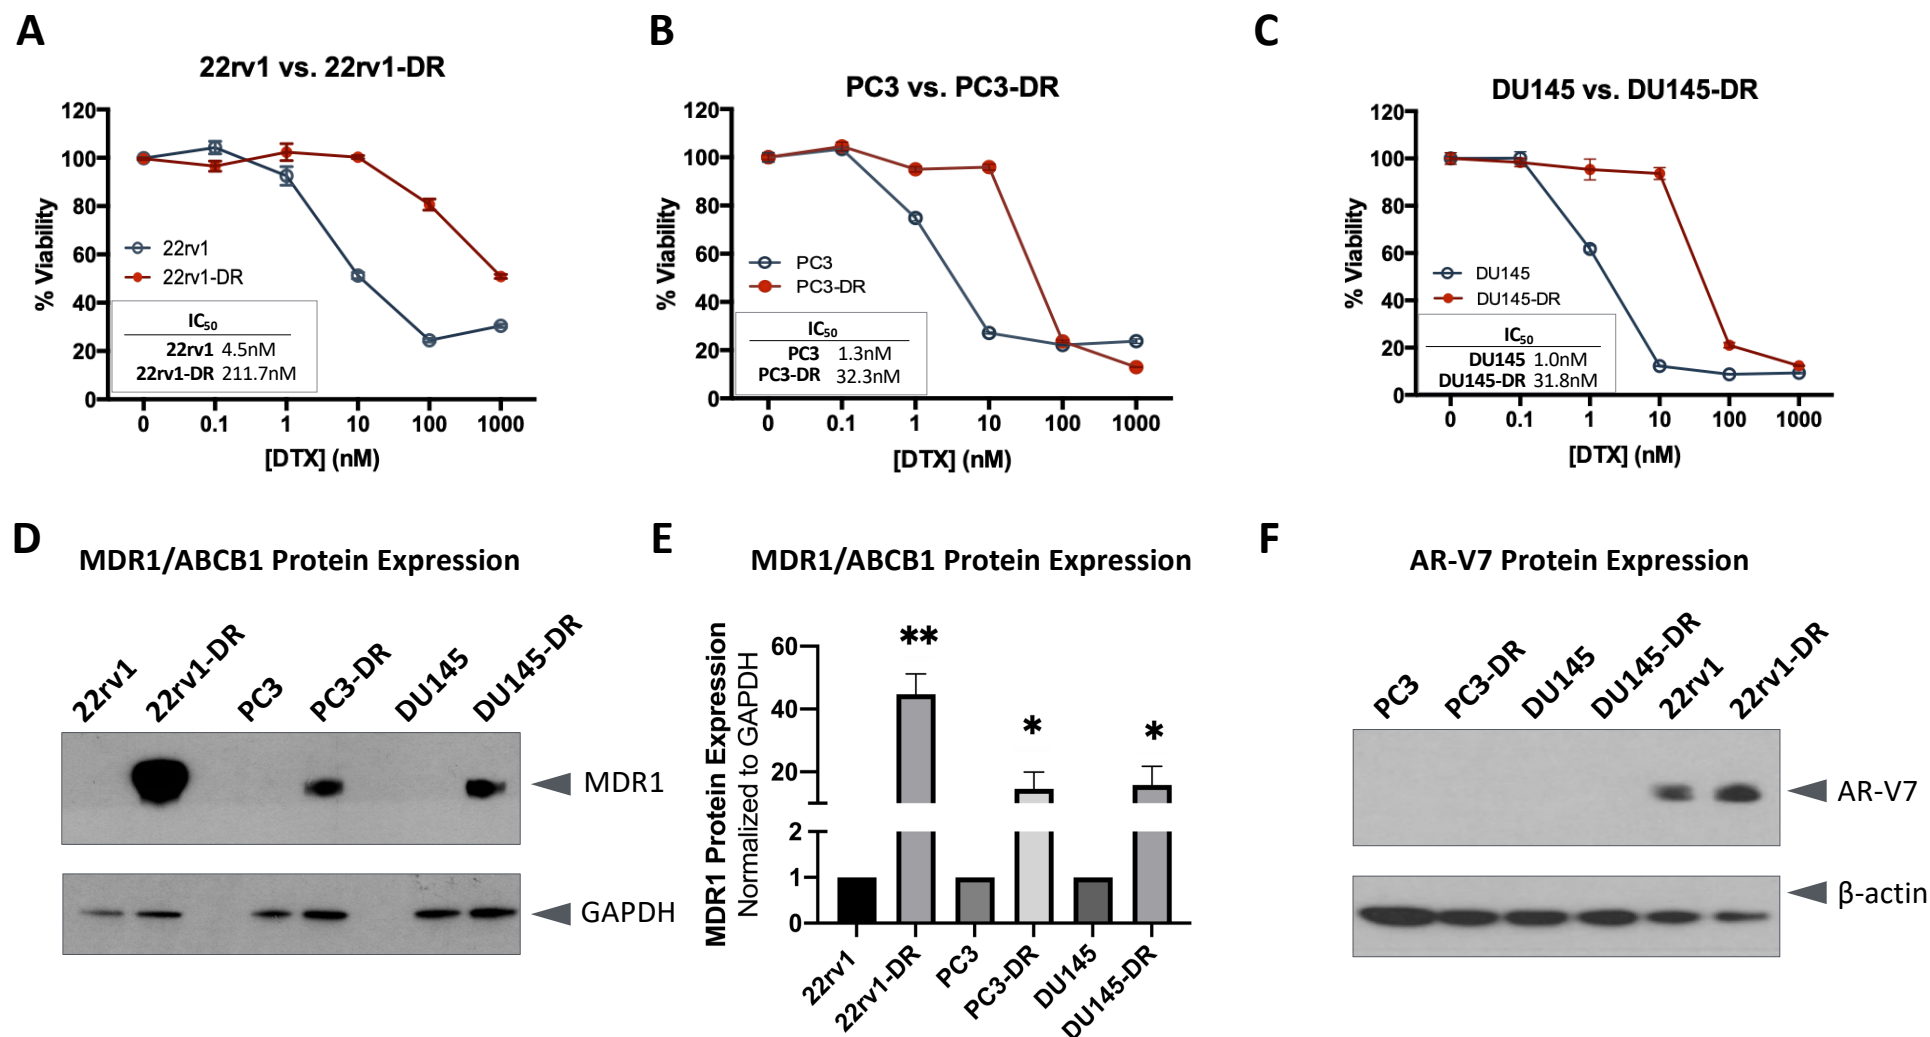 A
22rv1 vs. 22rv1-DR
% Viability
120
100
80
60
40
20
0
22rv1
22rv1-DR
IC50
22rv1 4.5nM
22rv1-DR 211.7nM
0 0.1 1 10 100 1000
[DTX] (nM)
B
PC3 vs. PC3-DR
% Viability
120
100
80
60
40
20
0
PC3
PC3-DR
IC50
PC3 1.3nM
PC3-DR 32.3nM
0 0.1 1 10 100 1000
[DTX] (nM)
C
DU145 vs. DU145-DR
% Viability
120
100
80
60
40
20
0
DU145
DU145-DR
IC50
DU145 1.0nM
DU145-DR 31.8nM
0 0.1 1 10 100 1000
[DTX] (nM)
D
MDR1/ABCB1 Protein Expression
22rv1 22rv1-DR PC3 PC3-DR DU145 DU145-DR
MDR1
GAPDH
E
MDR1/ABCB1 Protein Expression
MDR1 Protein Expression
Normalized to GAPDH
60
40
20
2
1
0
**
*
*
22rv1 22rv1-DR PC3 PC3-DR DU145 DU145-DR
F
AR-V7 Protein Expression
PC3 PC3-DR DU145 DU145-DR 22rv1 22rv1-DR
AR-V7
β-actin